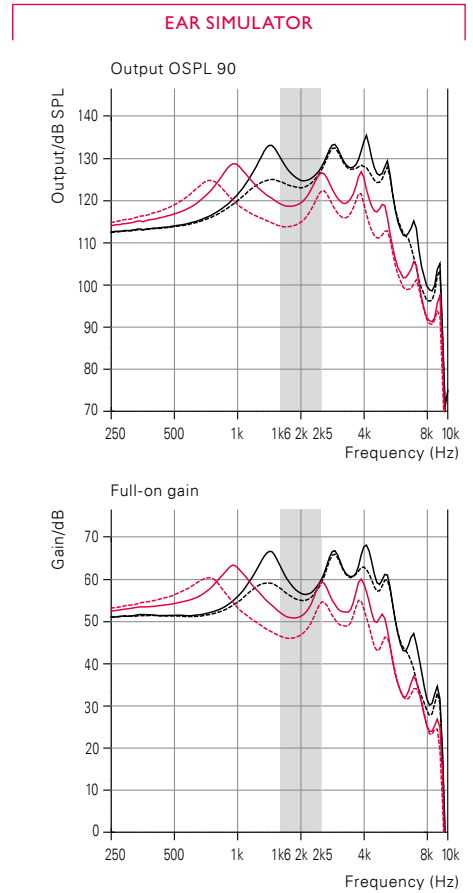 EAR SIMULATOR
Output OSPL 90
Output/dB SPL
140
130
120
110
100
90
80
70
250 500 1k 1k6 2k 2k5 4k 8k 10k
Frequency (Hz)
Full-on gain
Gain/dB
70
60
50
40
30
20
10
0
250 500 1k 1k6 2k 2k5 4k 8k 10k
Frequency (Hz)